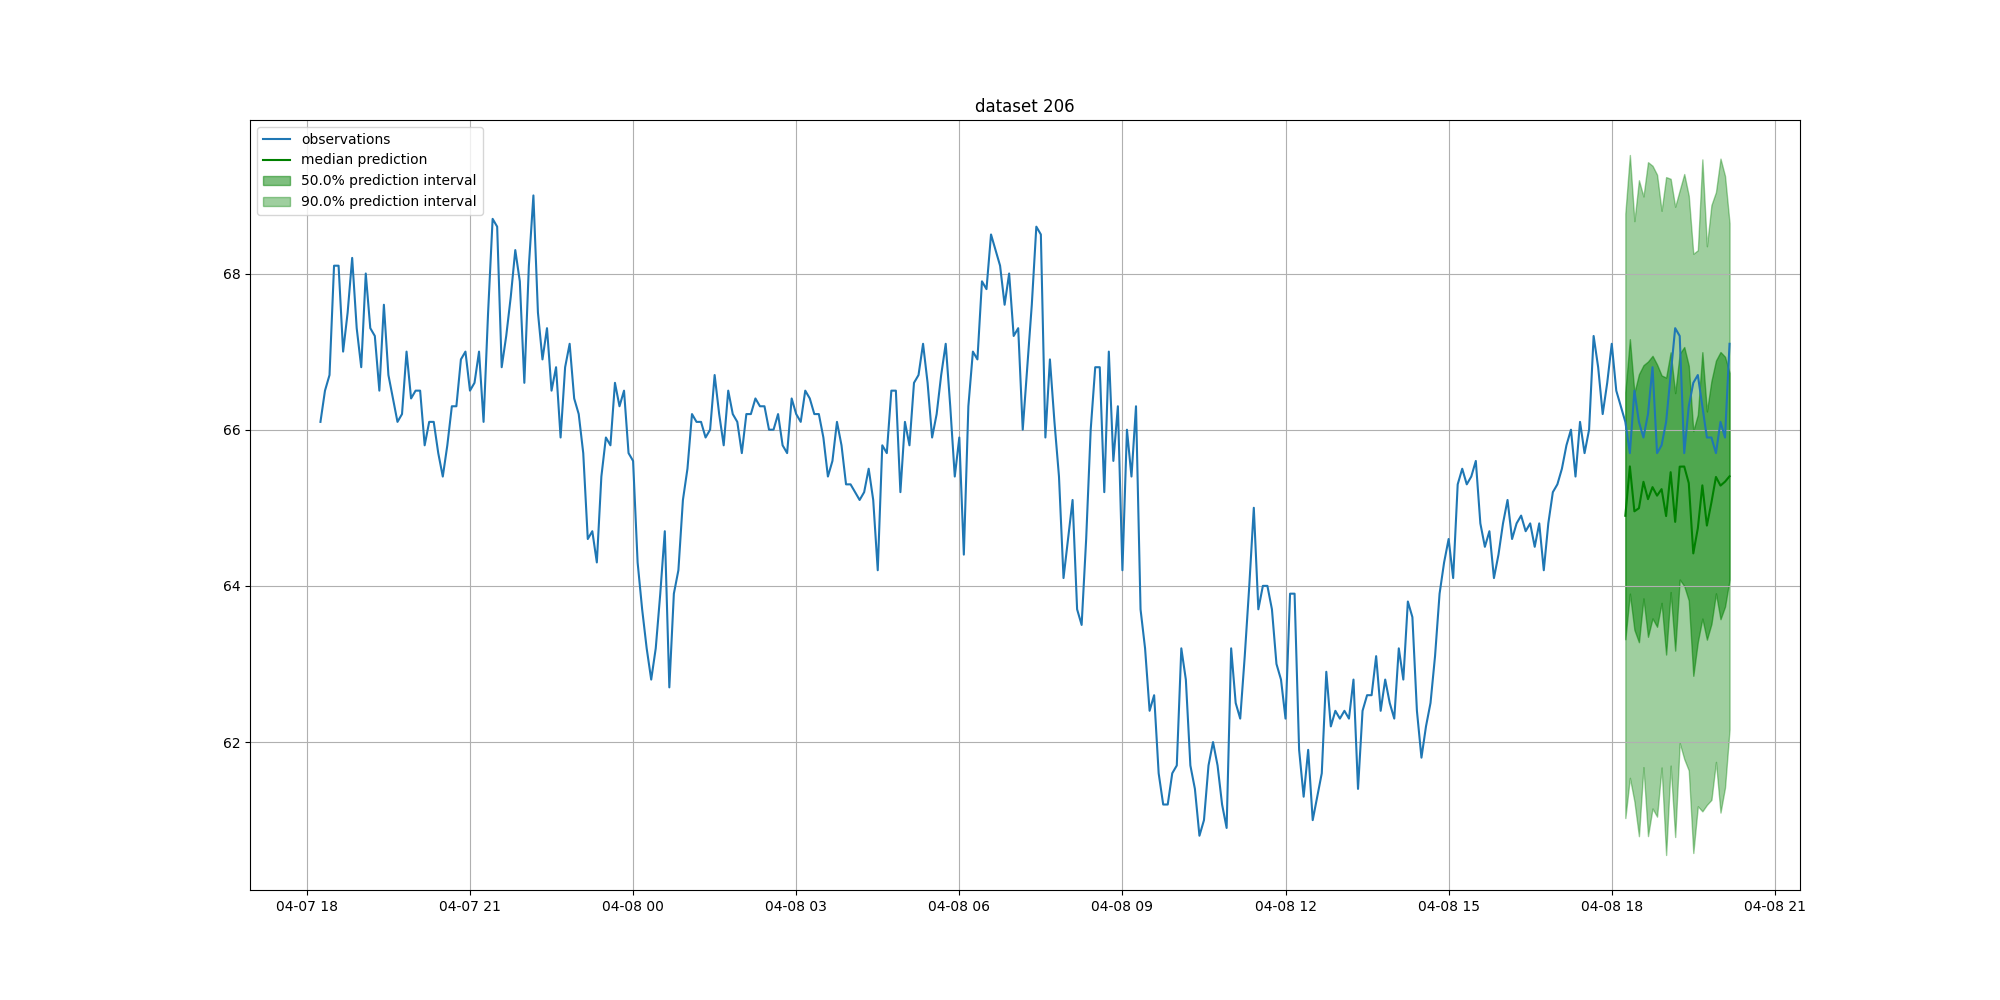 dataset 206
observations
median prediction
50.0% prediction interval
90.0% prediction interval
68
66
64
62
04-07 18
04-07 21
04-08 00
04-08 03
04-08 06
04-08 09
04-08 12
04-08 15
04-08 18
04-08 21